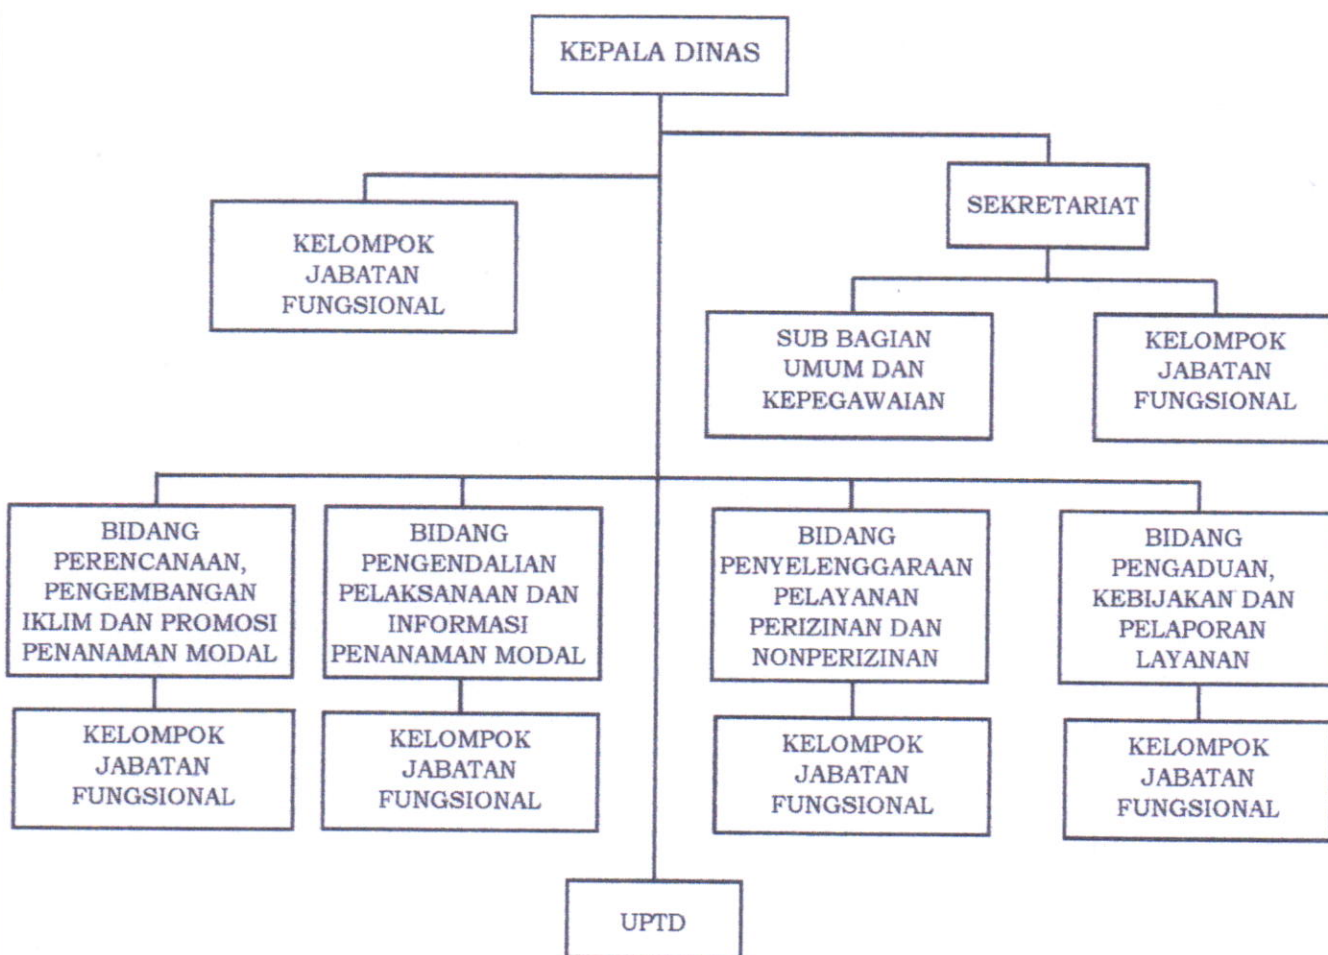 KEPALA DINAS
SEKRETARIAT
KELOMPOK
JABATAN
FUNGSIONAL
SUB BAGIAN
UMUM DAN
KEPEGAWAIAN
KELOMPOK
JABATAN
FUNGSIONAL
BIDANG
PERENCANAAN,
PENGEMBANGAN
IKLIM DAN PROMOSI
PENANAMAN MODAL
BIDANG
PENGENDALIAN
PELAKSANAAN DAN
INFORMASI
PENANAMAN MODAL
BIDANG
PENYELENGGARAAN
PELAYANAN
PERIZINAN DAN
NONPERIZINAN
BIDANG
PENGADUAN,
KEBIJAKAN DAN
PELAPORAN
LAYANAN
KELOMPOK
JABATAN
FUNGSIONAL
KELOMPOK
JABATAN
FUNGSIONAL
KELOMPOK
JABATAN
FUNGSIONAL
KELOMPOK
JABATAN
FUNGSIONAL
UPTD